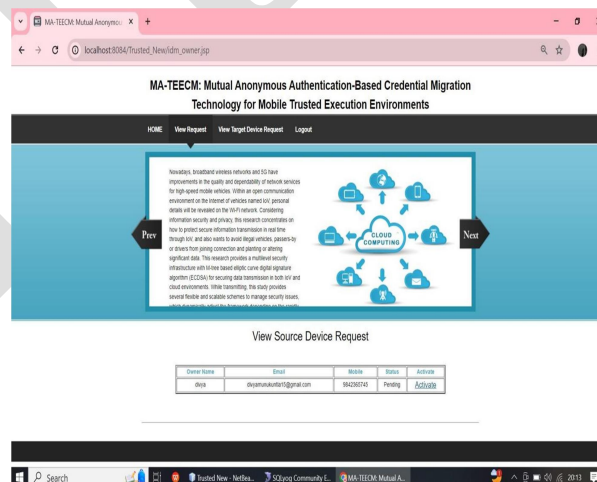 MA-TEECM: Mutual Anonymou
localhost:8084/Trusted_New/idm_owner.jsp
MA-TEECM: Mutual Anonymous Authentication-Based Credential Migration
Technology for Mobile Trusted Execution Environments
HOME View Request View Target Device Request Logout
Nowadays, broadband wireless networks and 5G have
improvements in the quality and dependability of network services
for high-speed mobile vehicles. Within an open communication
environment on the Internet of vehicles named IoV, personal
details will be revealed on the Wi-Fi network. Considering
information security and privacy, this research concentrates on
how to protect secure information transmission in real time
through IoV, and also wants to avoid illegal vehicles, passers-by
or drivers from joining connection and planting or altering
significant data. This research provides a multilevel security
infrastructure with M-tree based elliptic curve digital signature
algorithm (ECDSA) for securing data transmission in both IoV and
cloud environments. While transmitting, this study provides
several flexible and scalable schemes to manage security issues,
Prev
CLOUD
COMPUTING
Next
View Source Device Request
Owner Name Email Mobile Status Activate
divya Pending Activate
Search Trusted New - NetBea... SQLyog Community E... MA-TEECM: Mutual A... 20:13